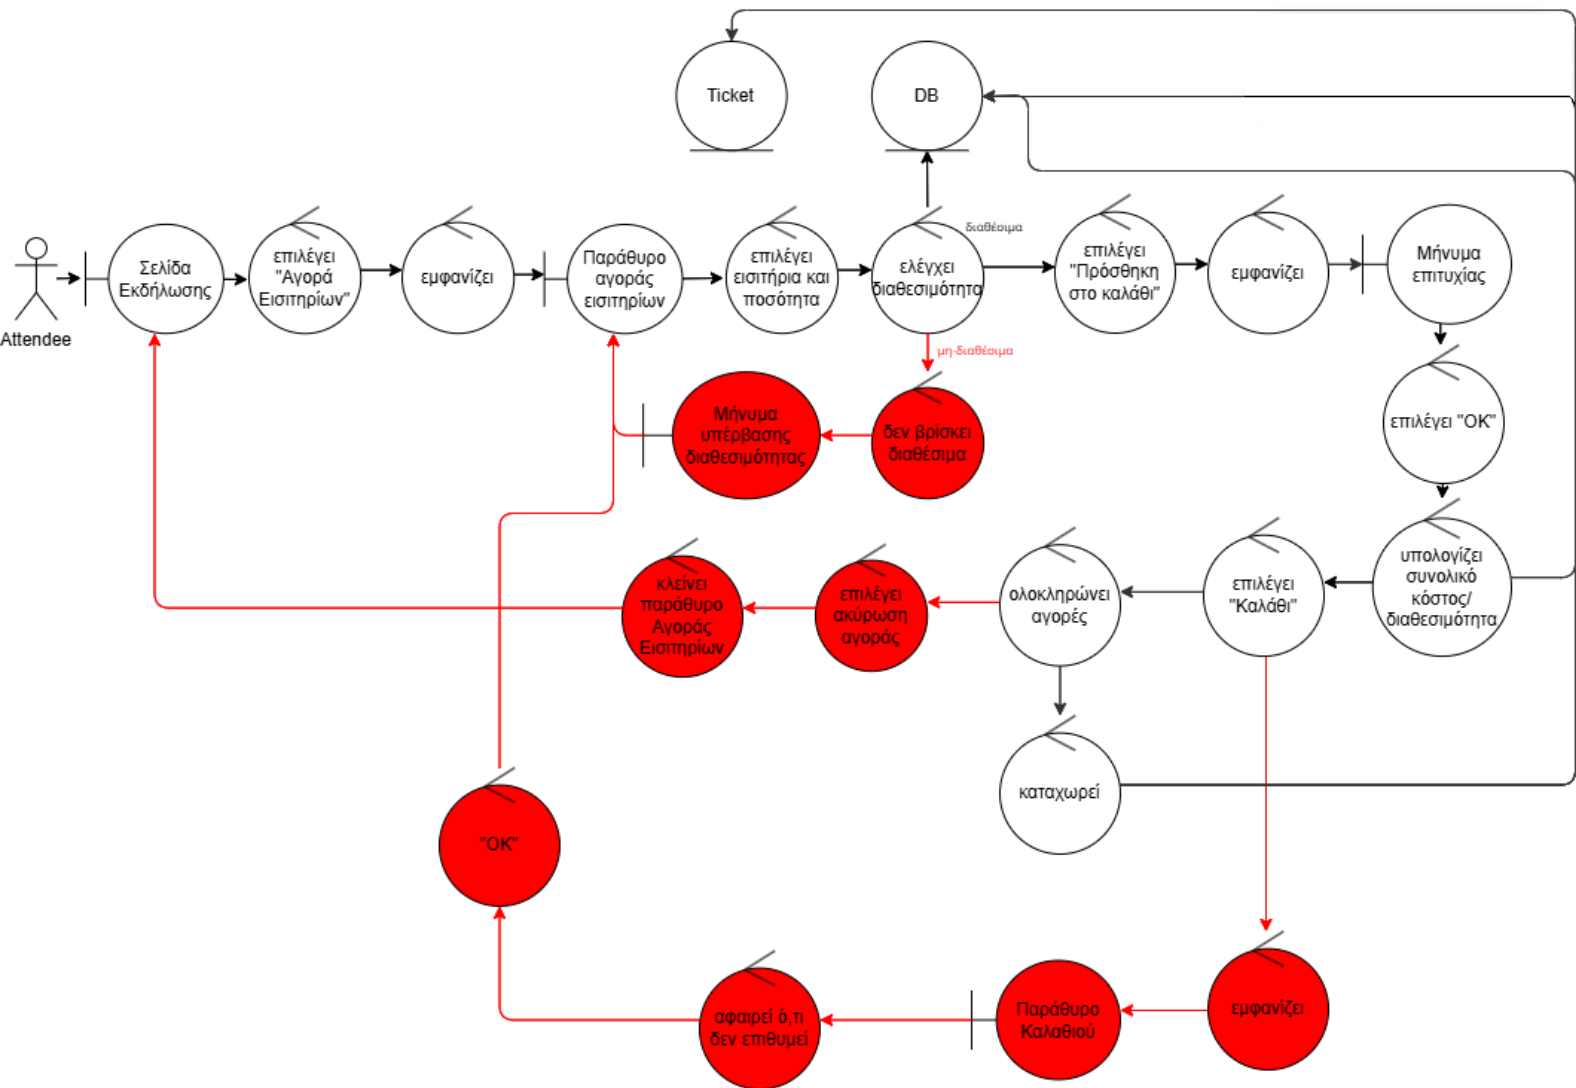 Ticket
DB
Attendee
Σελίδα
Εκδήλωσης
επιλέγει
"Αγορά
Εισιτηρίων"
εμφανίζει
Παράθυρο
αγοράς
εισιτηρίων
επιλέγει
εισιτήρια και
ποσότητα
ελέγχει
διαθεσιμότητα
διαθέσιμα
επιλέγει
"Πρόσθηκη
στο καλάθι"
εμφανίζει
Μήνυμα
επιτυχίας
μη-διαθέσιμα
Μήνυμα
υπέρβασης
διαθεσιμότητας
δεν βρίσκει
διαθέσιμα
επιλέγει "ΟΚ"
κλείνει
παράθυρο
Αγοράς
Εισιτηρίων
επιλέγει
ακύρωση
αγοράς
ολοκληρώνει
αγορές
επιλέγει
"Καλάθι"
υπολογίζει
συνολικό
κόστος/
διαθεσιμότητα
καταχωρεί
"ΟΚ"
αφαιρεί ό,τι
δεν επιθυμεί
Παράθυρο
Καλαθιού
εμφανίζει